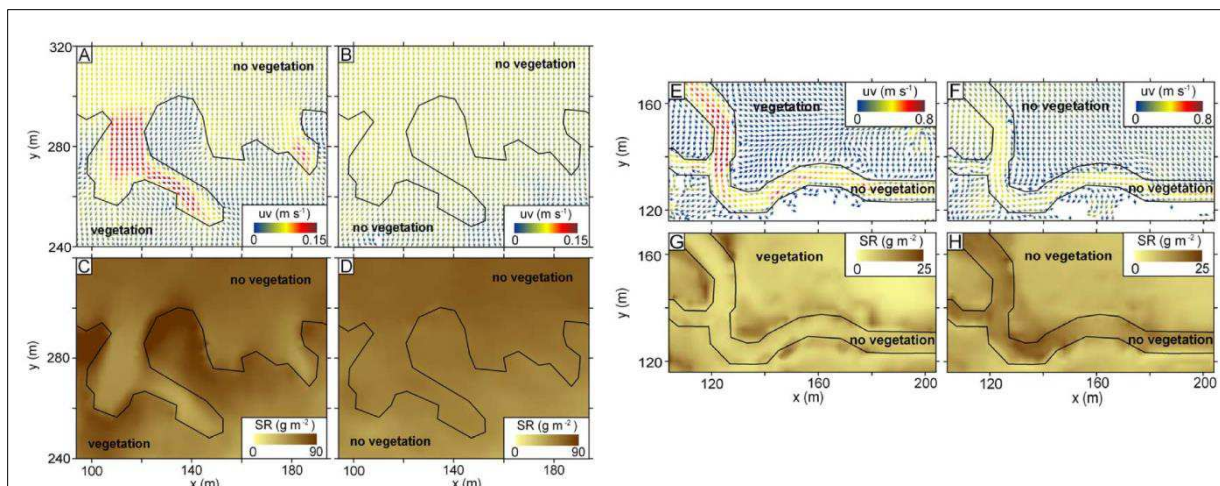 A
no vegetation
uv (m s⁻¹)
0 0.15
vegetation
B
no vegetation
uv (m s⁻¹)
0 0.15
no vegetation
320
280
240
y (m)
C
no vegetation
SR (g m⁻²)
0 90
vegetation
D
no vegetation
SR (g m⁻²)
0 90
no vegetation
280
240
y (m)
100 140 180
100 140 180
x (m)
E
vegetation
uv (m s⁻¹)
0 0.8
no vegetation
F
no vegetation
uv (m s⁻¹)
0 0.8
no vegetation
160
120
y (m)
G
vegetation
SR (g m⁻²)
0 25
no vegetation
H
no vegetation
SR (g m⁻²)
0 25
no vegetation
160
120
y (m)
120 160 200
120 160 200
x (m)